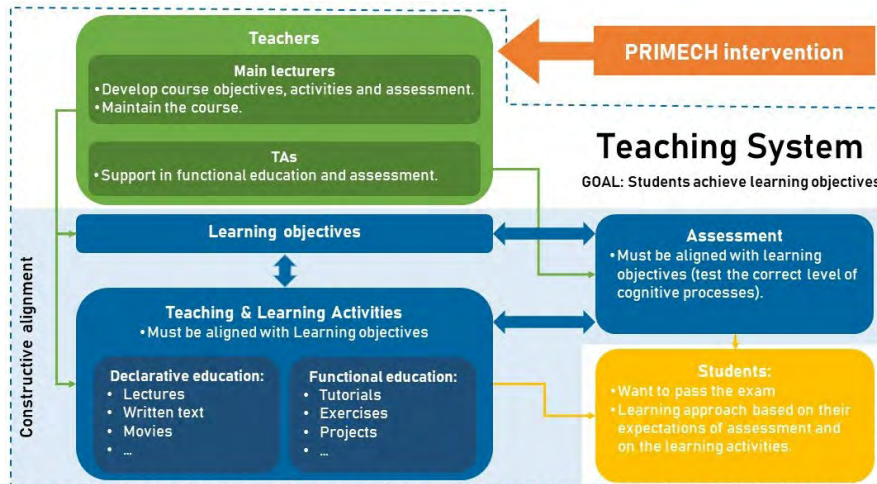 Teachers
Main lecturers
•Develop course objectives, activities and assessment.
•Maintain the course.
TAs
•Support in functional education and assessment.
PRIMECH intervention
Teaching System
GOAL: Students achieve learning objectives
Constructive alignment
Learning objectives
Assessment
•Must be aligned with learning
objectives (test the correct level of
cognitive processes).
Teaching & Learning Activities
•Must be aligned with Learning objectives
Declarative education:
• Lectures
• Written text
• Movies
• ...
Functional education:
• Tutorials
• Exercises
• Projects
• ...
Students:
•Want to pass the exam
•Learning approach based on their
expectations of assessment and
on the learning activities.